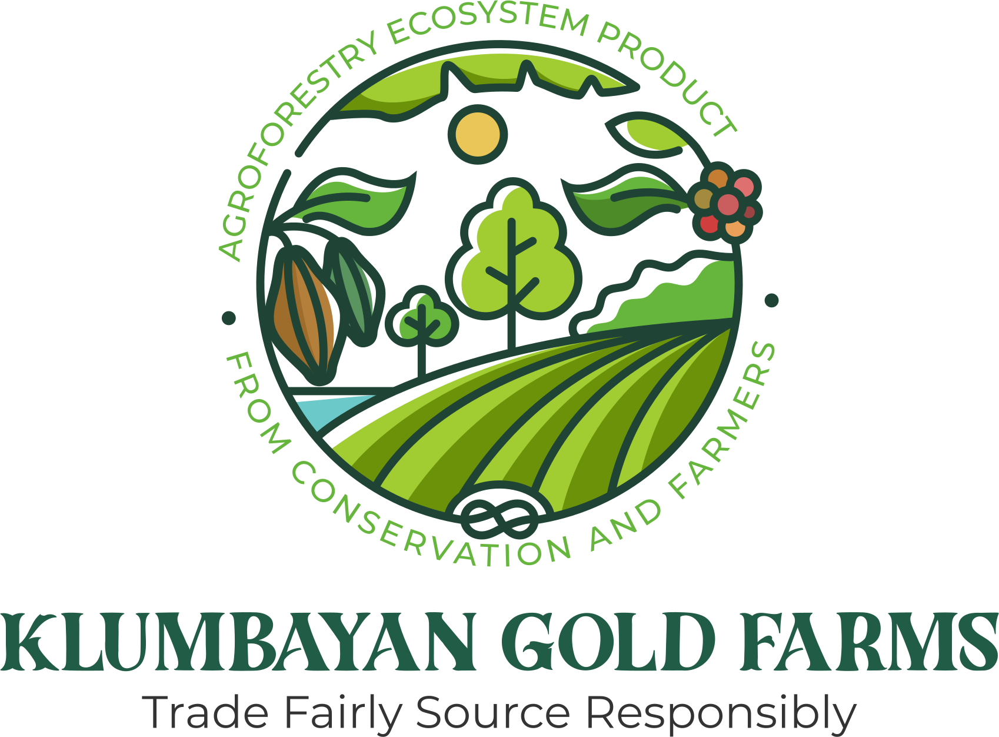 AGROFORESTRY ECOSYSTEM PRODUCT
FROM CONSERVATION AND FARMERS
KLUMBAYAN GOLD FARMS
Trade Fairly Source Responsibly